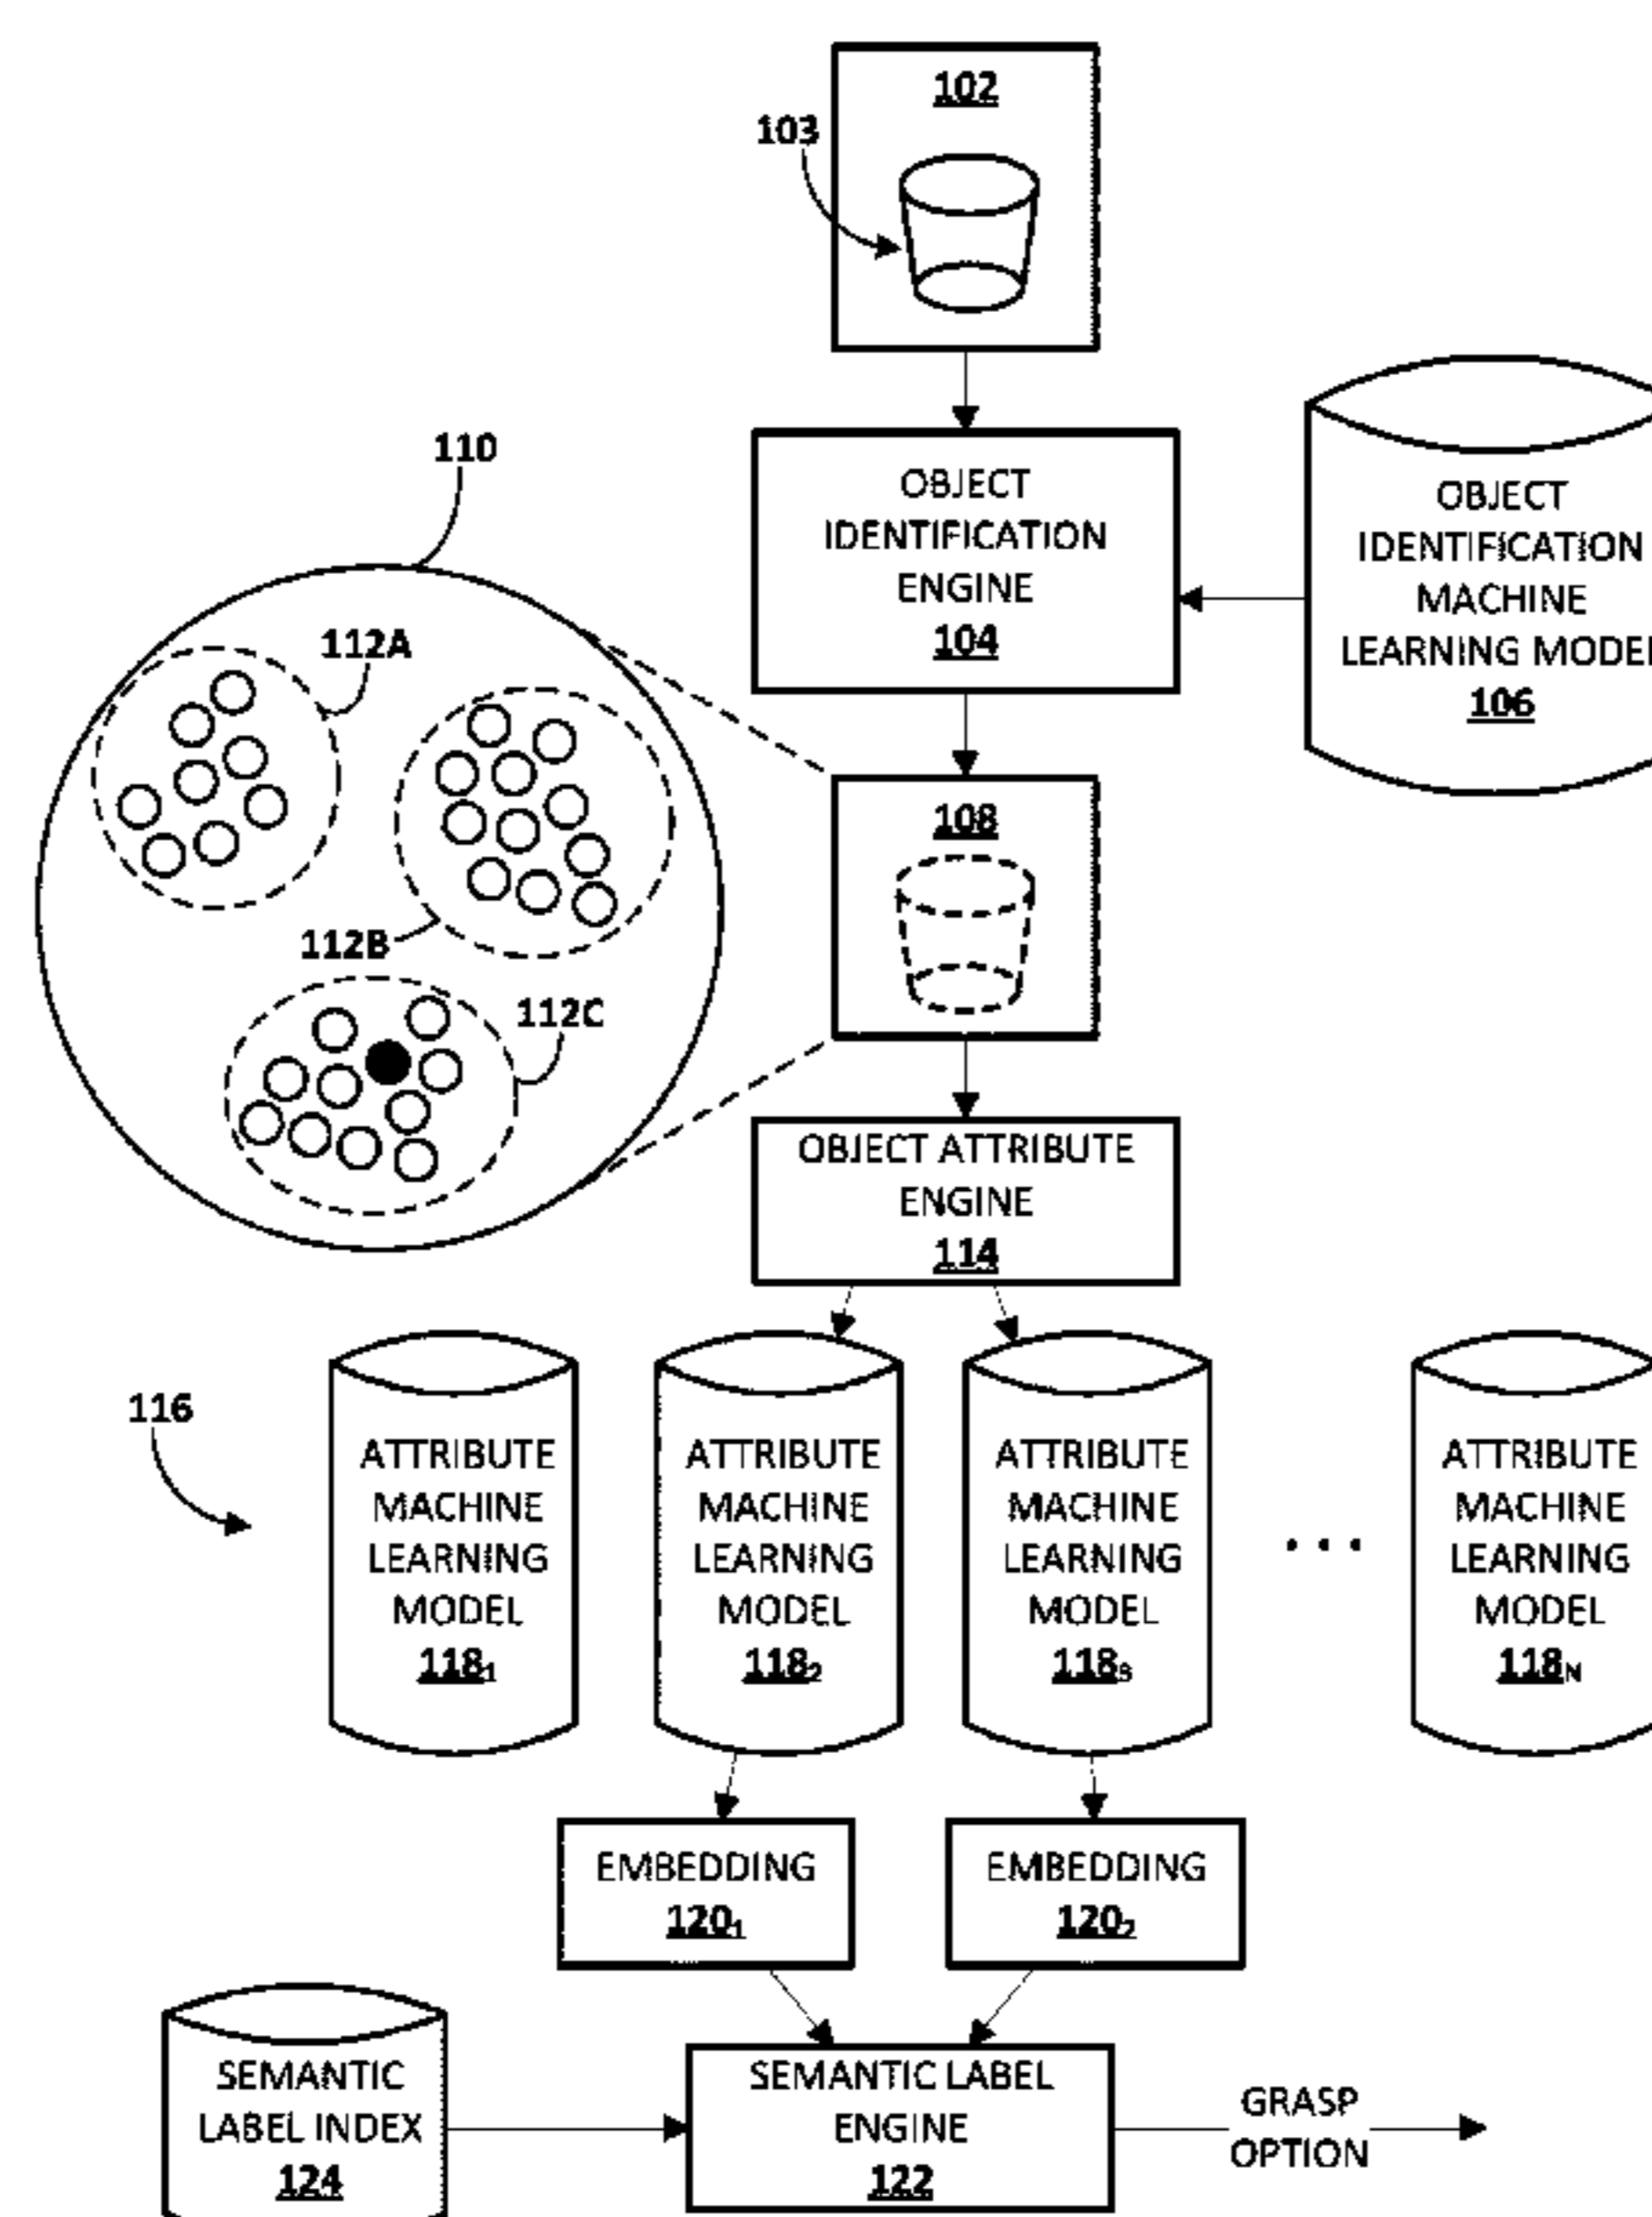 102
103
OBJECT
IDENTIFICATION
ENGINE
104
OBJECT
IDENTIFICATION
MACHINE
LEARNING MODEL
106
110
112A
112B
112C
108
OBJECT ATTRIBUTE
ENGINE
114
116
ATTRIBUTE
MACHINE
LEARNING
MODEL
118₁
ATTRIBUTE
MACHINE
LEARNING
MODEL
118₂
ATTRIBUTE
MACHINE
LEARNING
MODEL
118₃
...
ATTRIBUTE
MACHINE
LEARNING
MODEL
118N
EMBEDDING
120₁
EMBEDDING
120₂
SEMANTIC
LABEL INDEX
124
SEMANTIC LABEL
ENGINE
122
GRASP
OPTION